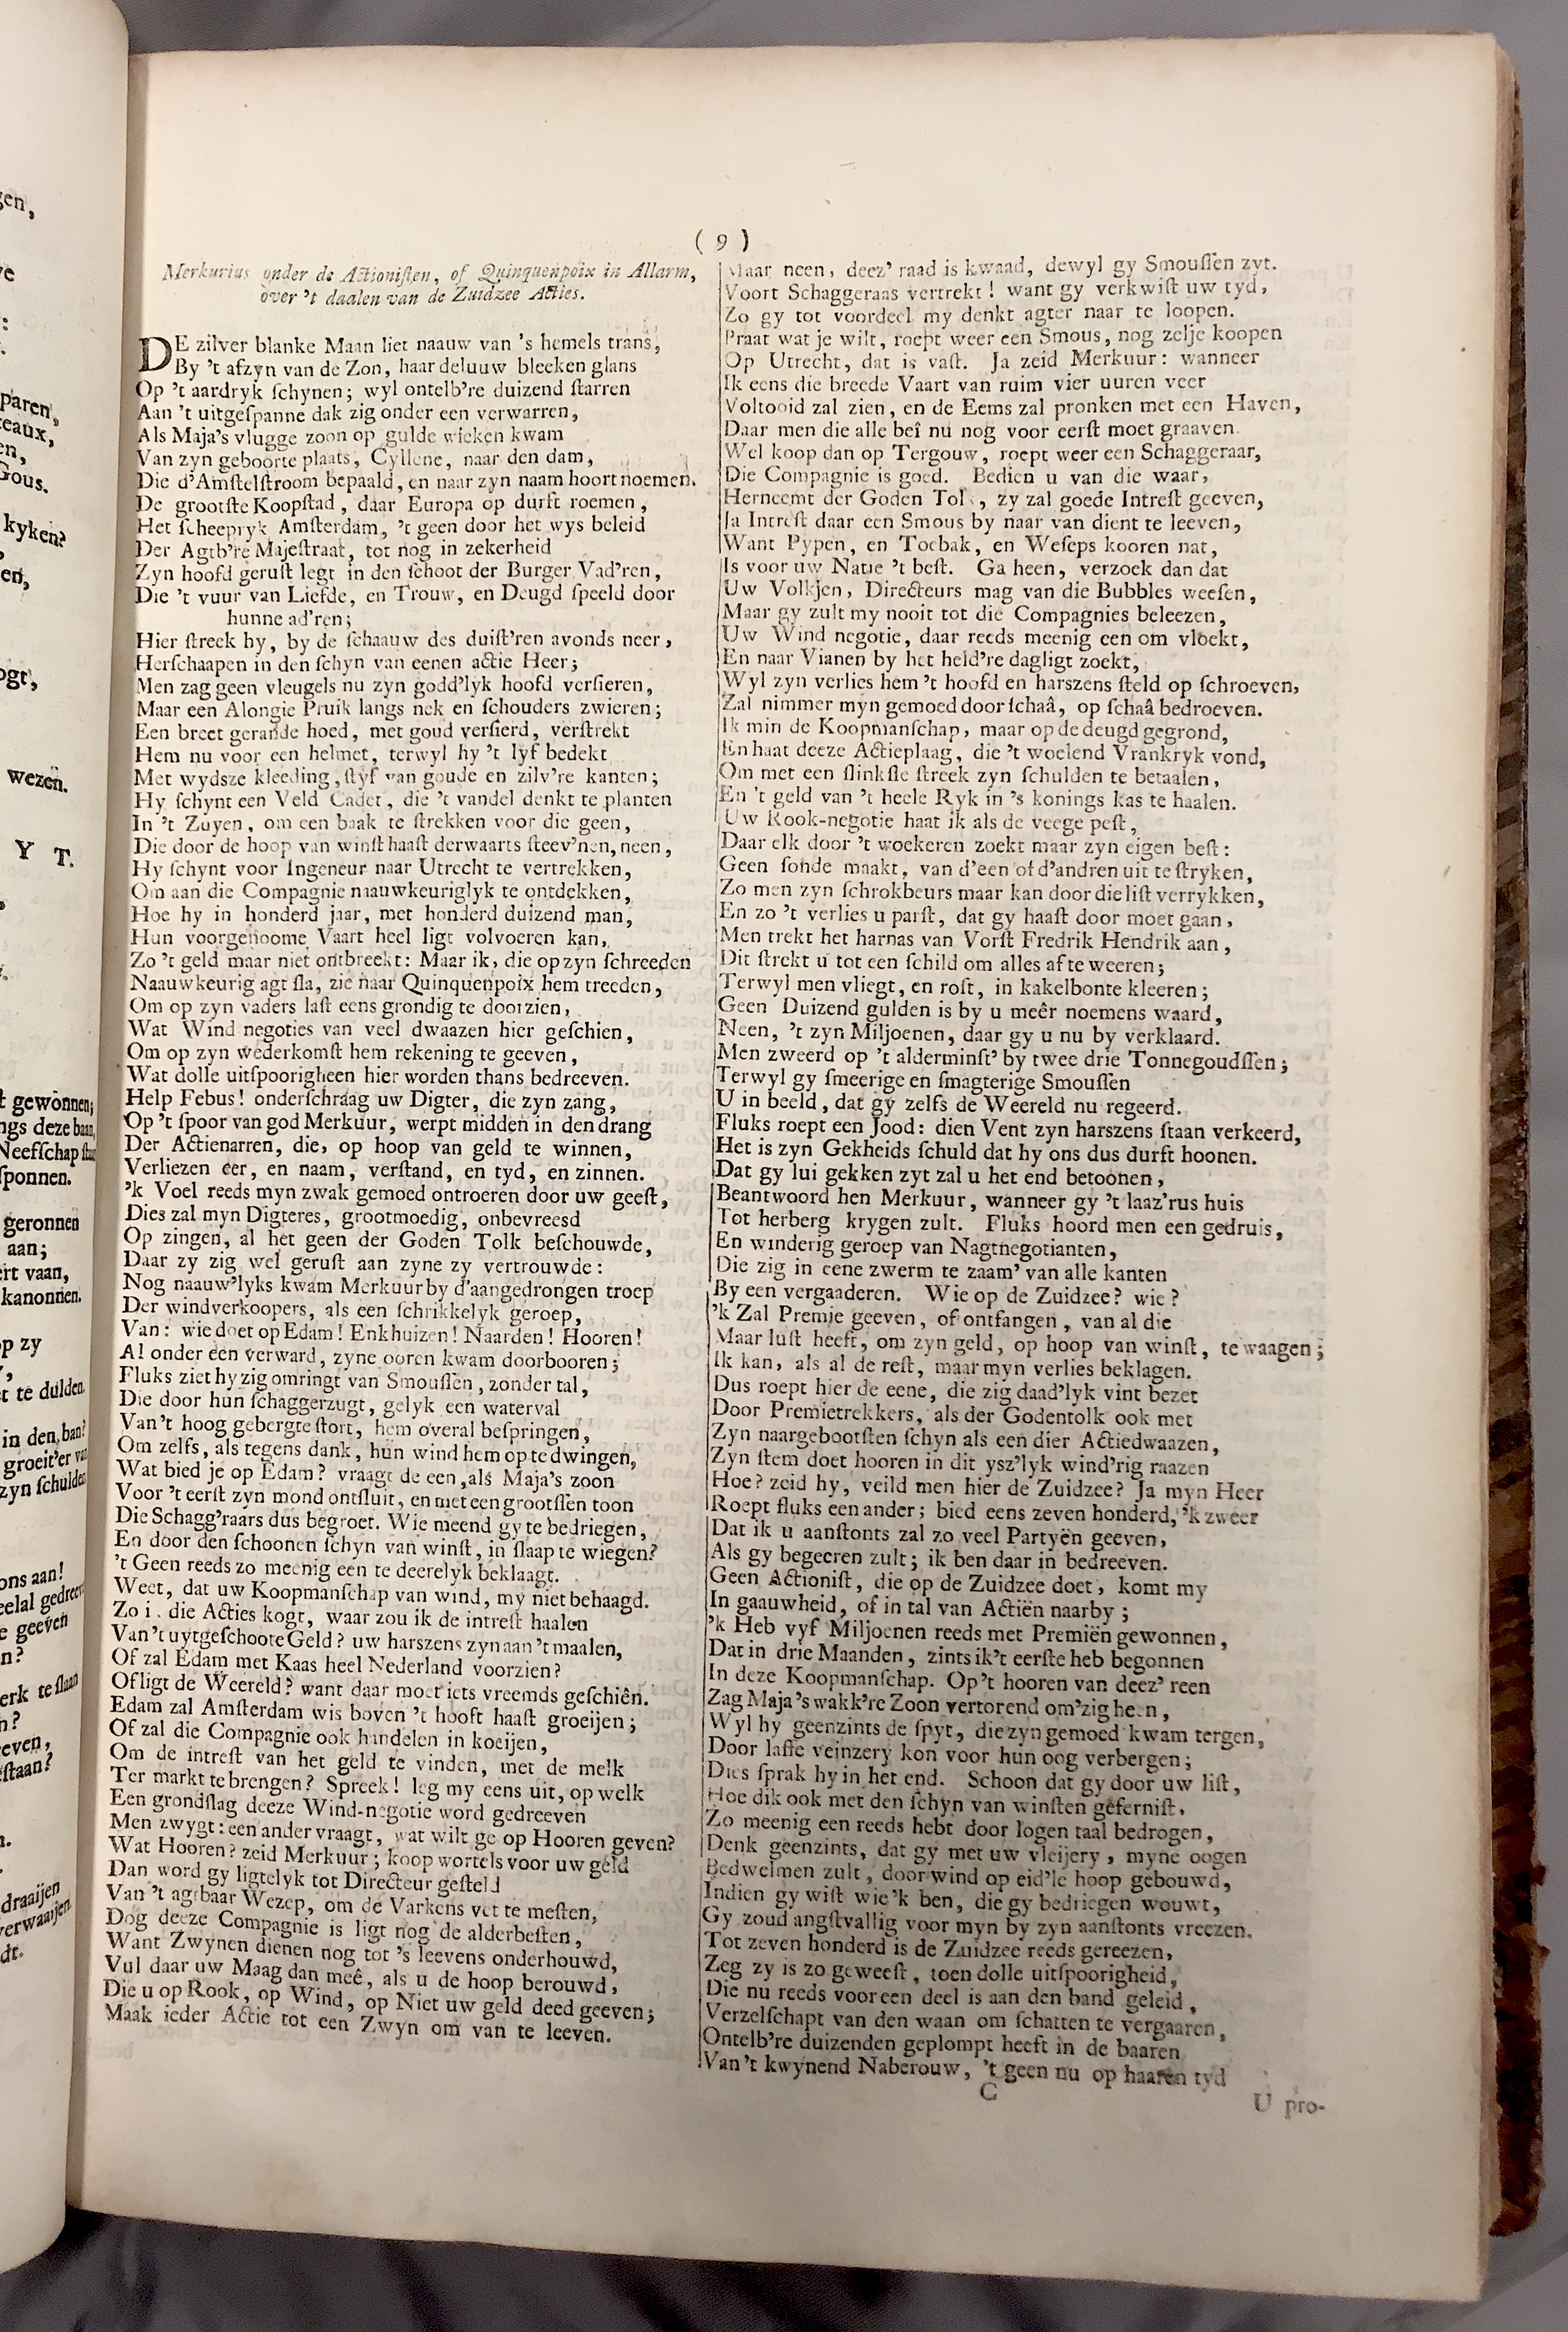 ( 9 )
Merkurius onder de Actioniſten, of Quinquenpoix in Allarm,
over 't daalen van de Zuidzee Acties.
DE zilver blanke Maan liet naauw van 's hemels trans,
By 't afzyn van de Zon, haar deluuw bleeken glans
Op 't aardryk ſchynen; wyl ontelb're duizend ſtarren
Aan 't uitgeſpanne dak zig onder een verwarren,
Als Maja's vlugge zoon op gulde wieken kwam
Van zyn geboorte plaats, Cyllene, naar den dam,
Die d'Amſtelſtroom bepaald, en naar zyn naam hoort noemen.
De grootſte Koopſtad, daar Europa op durft roemen,
Het ſcheepryk Amſterdam, 't geen door het wys beleid
Der Agtb're Majeſtraat, tot nog in zekerheid
Zyn hoofd geruſt legt in den ſchoot der Burger Vad'ren,
Die 't vuur van Liefde, en Trouw, en Deugd ſpeeld door
hunne ad'ren;
Hier ſtreek hy, by de ſchaauw des duiſt'ren avonds neer,
Herſchaapen in den ſchyn van eenen actie Heer;
Men zag geen vleugels nu zyn godd'lyk hoofd verſieren,
Maar een Alongie Pruik langs nek en ſchouders zwieren;
Een breet gerande hoed, met goud verſierd, verſtrekt
Hem nu voor een helmet, terwyl hy 't lyf bedekt
Met wydsze kleeding, ſtyf van goude en zilv're kanten;
Hy ſchynt een Veld Cadet, die 't vandel denkt te planten
In 't Zuyen, om een baak te ſtrekken voor die geen,
Die door de hoop van winſt haaſt derwaarts ſteev'nen, neen,
Hy ſchynt voor Ingeneur naar Utrecht te vertrekken,
Om aan die Compagnie naauwkeuriglyk te ontdekken,
Hoe hy in honderd jaar, met honderd duizend man,
Hun voorgenoome Vaart heel ligt volvoeren kan,
Zo 't geld maar niet ontbreekt: Maar ik, die op zyn ſchreeden
Naauwkeurig agt ſla, zie naar Quinquenpoix hem treeden,
Om op zyn vaders laſt eens grondig te doorzien,
Wat Wind negoties van veel dwaazen hier geſchien,
Om op zyn wederkomſt hem rekening te geeven,
Wat dolle uitſpoorigheen hier worden thans bedreeven.
Help Febus! onderſchraag uw Digter, die zyn zang,
Op 't ſpoor van god Merkuur, werpt midden in den drang
Der Actienarren, die, op hoop van geld te winnen,
Verliezen eer, en naam, verſtand, en tyd, en zinnen.
'k Voel reeds myn zwak gemoed ontroeren door uw geeſt,
Dies zal myn Digteres, grootmoedig, onbevreesd
Op zingen, al het geen der Goden Tolk beſchouwde,
Daar zy zig wel geruſt aan zyne zy vertrouwde:
Nog naauw'lyks kwam Merkuur by d'aangedrongen troep
Der windverkoopers, als een ſchrikkelyk geroep,
Van: wie doet op Edam! Enkhuizen! Naarden! Hooren!
Al onder een verward, zyne ooren kwam doorbooren;
Fluks ziet hy zig omringt van Smouſſen, zonder tal,
Die door hun ſchaggerzugt, gelyk een waterval
Van 't hoog gebergte ſtort, hem overal beſpringen,
Om zelfs, als tegens dank, hun wind hem op te dwingen,
Wat bied je op Edam? vraagt de een, als Maja's zoon
Voor 't eerſt zyn mond ontſluit, en met een grootſſen toon
Die Schagg'raars dus begroet. Wie meend gy te bedriegen,
En door den ſchoonen ſchyn van winſt, in ſlaap te wiegen?
't Geen reeds zo meenig een te deerelyk beklaagt.
Weet, dat uw Koopmanſchap van wind, my niet behaagd.
Zo i. die Acties kogt, waar zou ik de intreſt haalen
Van 't uytgeſchoote Geld? uw harszens zyn aan 't maalen,
Of zal Edam met Kaas heel Nederland voorzien?
Of ligt de Weereld? want daar moet iets vreemds geſchiên.
Edam zal Amſterdam wis boven 't hooft haaſt groeijen;
Of zal die Compagnie ook handelen in koeijen,
Om de intreſt van het geld te vinden, met de melk
Ter markt te brengen? Spreek! leg my eens uit, op welk
Een grondſlag deeze Wind-negotie word gedreeven
Men zwygt: een ander vraagt, wat wilt ge op Hooren geven?
Wat Hooren? zeid Merkuur; koop wortels voor uw geld
Dan word gy ligtelyk tot Directeur geſteld
Van 't agtbaar Wezep, om de Varkens vet te meſten,
Dog deeze Compagnie is ligt nog de alderbeſten,
Want Zwynen dienen nog tot 's leevens onderhouwd,
Vul daar uw Maag dan meê, als u de hoop berouwd,
Die u op Rook, op Wind, op Niet uw geld deed geeven;
Maak ieder Actie tot een Zwyn om van te leeven.
Maar neen, deez' raad is kwaad, dewyl gy Smouſſen zyt.
Voort Schaggeraas vertrekt! want gy verkwiſt uw tyd,
Zo gy tot voordeel my denkt agter naar te loopen.
Praat wat je wilt, roept weer een Smous, nog zelje koopen
Op Utrecht, dat is vaſt. Ja zeid Merkuur: wanneer
Ik eens die breede Vaart van ruim vier uuren veer
Voltooid zal zien, en de Eems zal pronken met een Haven,
Daar men die alle beî nu nog voor eerſt moet graaven.
Wel koop dan op Tergouw, roept weer een Schaggeraar,
Die Compagnie is goed. Bedien u van die waar,
Herneemt der Goden Tol, zy zal goede Intreſt geeven,
Ja Intreſt daar een Smous by naar van dient te leeven,
Want Pypen, en Toebak, en Weſeps kooren nat,
Is voor uw Natie 't beſt. Ga heen, verzoek dan dat
Uw Volkjen, Directeurs mag van die Bubbles weeſen,
Maar gy zult my nooit tot die Compagnies beleezen,
Uw Wind negotie, daar reeds meenig een om vloekt,
En naar Vianen by het held're dagligt zoekt,
Wyl zyn verlies hem 't hoofd en harszens ſteld op ſchroeven,
Zal nimmer myn gemoed door ſchaâ, op ſchaâ bedroeven.
Ik min de Koopmanſchap, maar op de deugd gegrond,
En haat deeze Actieplaag, die 't woelend Vrankryk vond,
Om met een ſlinkſſe ſtreek zyn ſchulden te betaalen,
En 't geld van 't heele Ryk in 's konings kas te haalen.
Uw Rook-negotie haat ik als de veege peſt,
Daar elk door 't woekeren zoekt maar zyn eigen beſt:
Geen ſonde maakt, van d'een of d'andren uit te ſtryken,
Zo men zyn ſchrokbeurs maar kan door die liſt verrykken,
En zo 't verlies u parſt, dat gy haaſt door moet gaan,
Men trekt het harnas van Vorſt Fredrik Hendrik aan,
Dit ſtrekt u tot een ſchild om alles af te weeren;
Terwyl men vliegt, en roſt, in kakelbonte kleeren;
Geen Duizend gulden is by u meêr noemens waard,
Neen, 't zyn Miljoenen, daar gy u nu by verklaard.
Men zweerd op 't alderminſt' by twee drie Tonnegoudſſen;
Terwyl gy ſmeerige en ſmagterige Smouſſen
U in beeld, dat gy zelfs de Weereld nu regeerd.
Fluks roept een Jood: dien Vent zyn harszens ſtaan verkeerd,
Het is zyn Gekheids ſchuld dat hy ons dus durft hoonen.
Dat gy lui gekken zyt zal u het end betoonen,
Beantwoord hen Merkuur, wanneer gy 't laaz'rus huis
Tot herberg krygen zult. Fluks hoord men een gedruis,
En winderig geroep van Nagtnegotianten,
Die zig in eene zwerm te zaam' van alle kanten
By een vergaaderen. Wie op de Zuidzee? wie?
'k Zal Premie geeven, of ontfangen, van al die
Maar luſt heeft, om zyn geld, op hoop van winſt, te waagen;
Ik kan, als al de reſt, maar myn verlies beklagen.
Dus roept hier de eene, die zig daad'lyk vint bezet
Door Premietrekkers, als der Godentolk ook met
Zyn naargebootſten ſchyn als een dier Actiedwaazen,
Zyn ſtem doet hooren in dit ysz'lyk wind'rig raazen
Hoe? zeid hy, veild men hier de Zuidzee? Ja myn Heer
Roept fluks een ander; bied eens zeven honderd, 'k zweer
Dat ik u aanſtonts zal zo veel Partyën geeven,
Als gy begeeren zult; ik ben daar in bedreeven.
Geen Actioniſt, die op de Zuidzee doet, komt my
In gaauwheid, of in tal van Actiën naarby;
'k Heb vyf Miljoenen reeds met Premiën gewonnen,
Dat in drie Maanden, zints ik 't eerſte heb begonnen
In deze Koopmanſchap. Op 't hooren van deez' reen
Zag Maja's wakk're Zoon vertorend om'zig heen,
Wyl hy geenzints de ſpyt, die zyn gemoed kwam tergen,
Door laffe veinzery kon voor hun oog verbergen;
Dies ſprak hy in het end. Schoon dat gy door uw liſt,
Hoe dik ook met den ſchyn van winſten gefernist,
Zo meenig een reeds hebt door logen taal bedrogen,
Denk geenzints, dat gy met uw vleijery, myne oogen
Bedwelmen zult, door wind op eid'le hoop gebouwd,
Indien gy wiſt wie 'k ben, die gy bedriegen wouwt,
Gy zoud angſtvallig voor myn by zyn aanſtonts vreezen.
Tot zeven honderd is de Zuidzee reeds gereezen,
Zeg zy is zo geweeſt, toen dolle uitſpoorigheid,
Die nu reeds voor een deel is aan den band geleid,
Verzelſchapt van den waan om ſchatten te vergaaren,
Ontelb're duizenden geplompt heeft in de baaren
Van 't kwynend Naberouw, 't geen nu op haaren tyd
C
U pro-